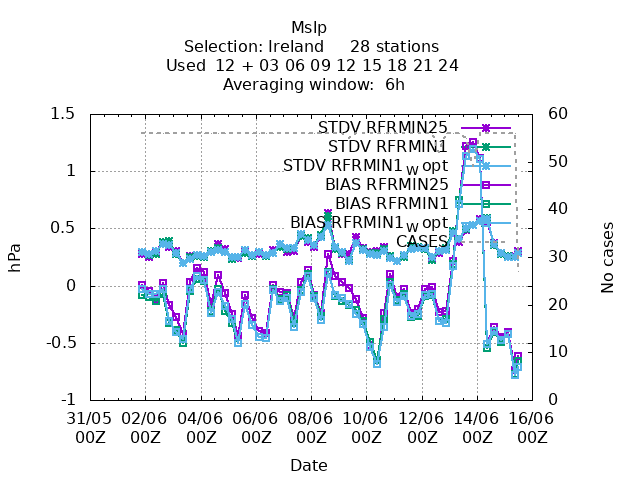 Mslp
Selection: Ireland     28 stations
Used  12 + 03 06 09 12 15 18 21 24
Averaging window:  6h
STDV RFRMIN25
STDV RFRMIN1
STDV RFRMIN1_W opt
BIAS RFRMIN25
BIAS RFRMIN1
BIAS RFRMIN1_W opt
CASES
1.5
1
0.5
0
-0.5
-1
hPa
60
50
40
30
20
10
0
No cases
31/05 02/06 04/06 06/06 08/06 10/06 12/06 14/06 16/06
00Z 00Z 00Z 00Z 00Z 00Z 00Z 00Z 00Z
Date